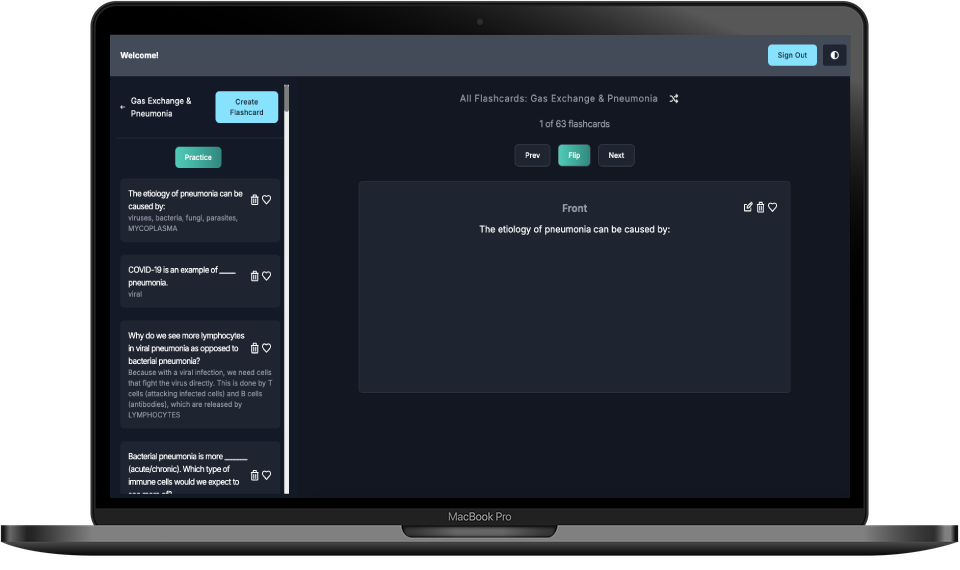 Welcome!
Sign Out
Gas Exchange &
Pneumonia
Create
Flashcard
Practice
The etiology of pneumonia can be
caused by:
viruses, bacteria, fungi, parasites,
MYCOPLASMA
COVID-19 is an example of _____
pneumonia.
viral
Why do we see more lymphocytes
in viral pneumonia as opposed to
bacterial pneumonia?
Because with a viral infection, we need cells
that fight the virus directly. This is done by T
cells (attacking infected cells) and B cells
(antibodies), which are released by
LYMPHOCYTES
Bacterial pneumonia is more ______
(acute/chronic). Which type of
immune cells would we expect to
see more of?
All Flashcards: Gas Exchange & Pneumonia
1 of 63 flashcards
Prev
Flip
Next
Front
The etiology of pneumonia can be caused by:
MacBook Pro